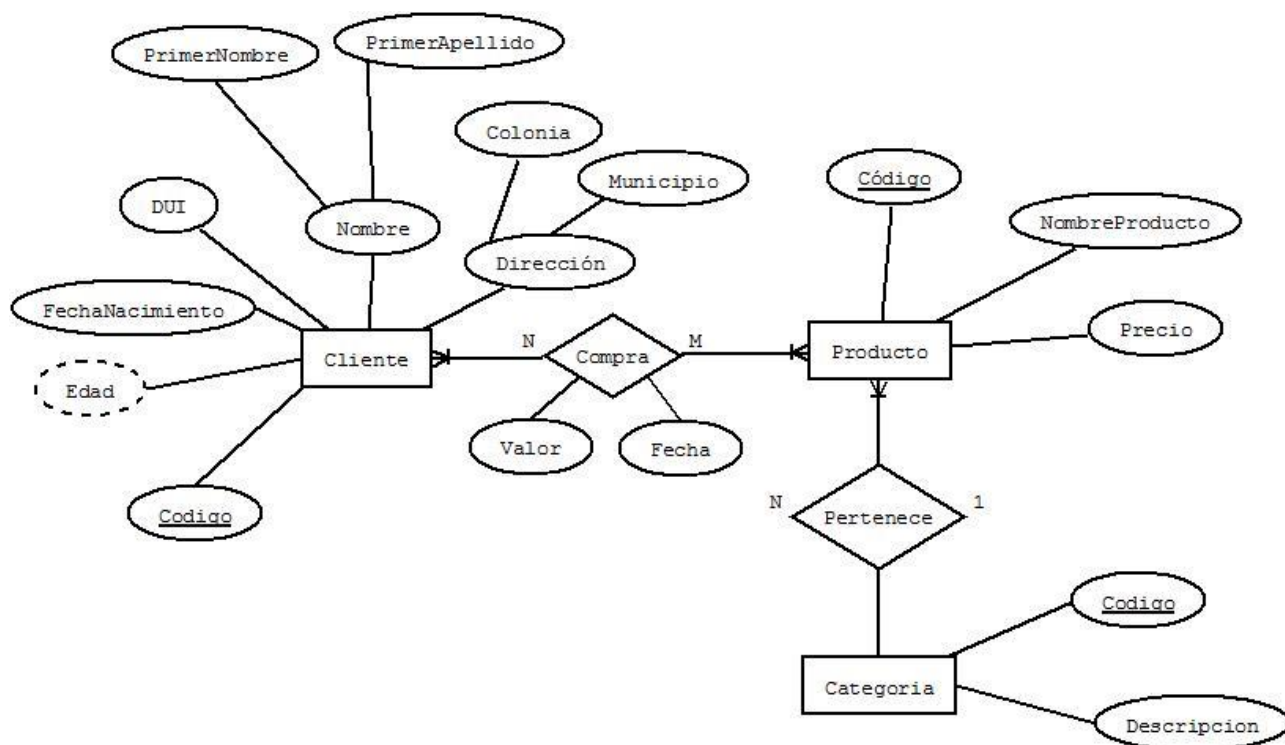 PrimerNombre
PrimerApellido
Colonia
Municipio
Código
DUI
Nombre
NombreProducto
Dirección
FechaNacimiento
Cliente
N
Compra
M
Producto
Precio
Edad
Valor
Fecha
Codigo
N
Pertenece
1
Codigo
Categoria
Descripcion